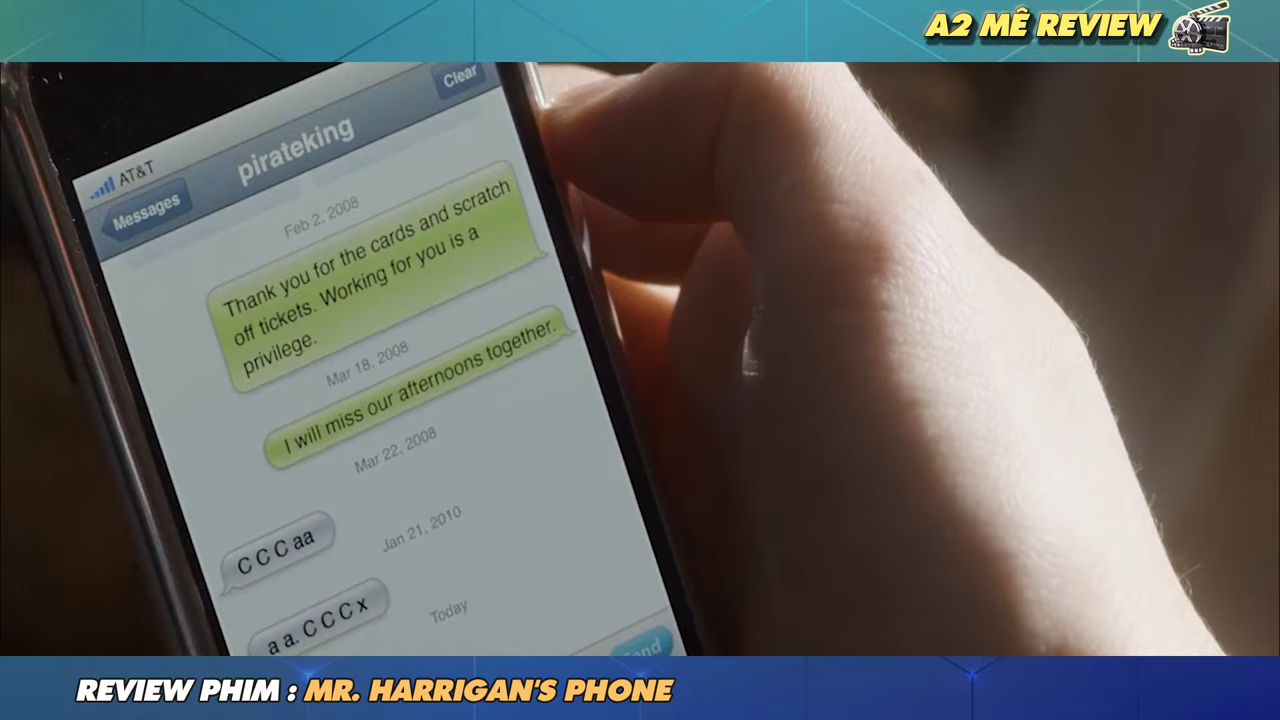 A2 MÊ REVIEW
AT&T
Clear
Messages
pirateking
Feb 2, 2008
Thank you for the cards and scratch
off tickets. Working for you is a
privilege.
Mar 18, 2008
I will miss our afternoons together.
Mar 22, 2008
C C C aa
Jan 21, 2010
a a. C C C x
Today
REVIEW PHIM : MR. HARRIGAN'S PHONE